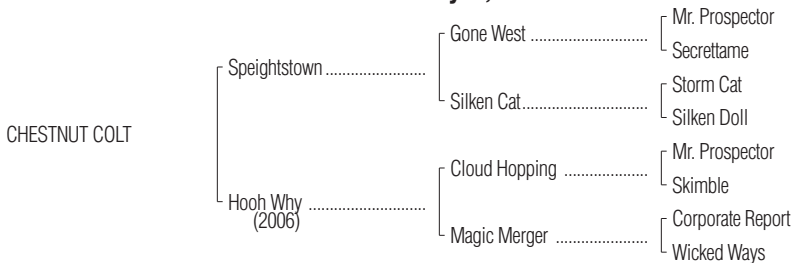 Mr. Prospector
Gone West
Secrettame
Speightstown
Storm Cat
Silken Cat
Silken Doll
CHESTNUT COLT
Mr. Prospector
Cloud Hopping
Skimble
Hooh Why
(2006)
Corporate Report
Magic Merger
Wicked Ways